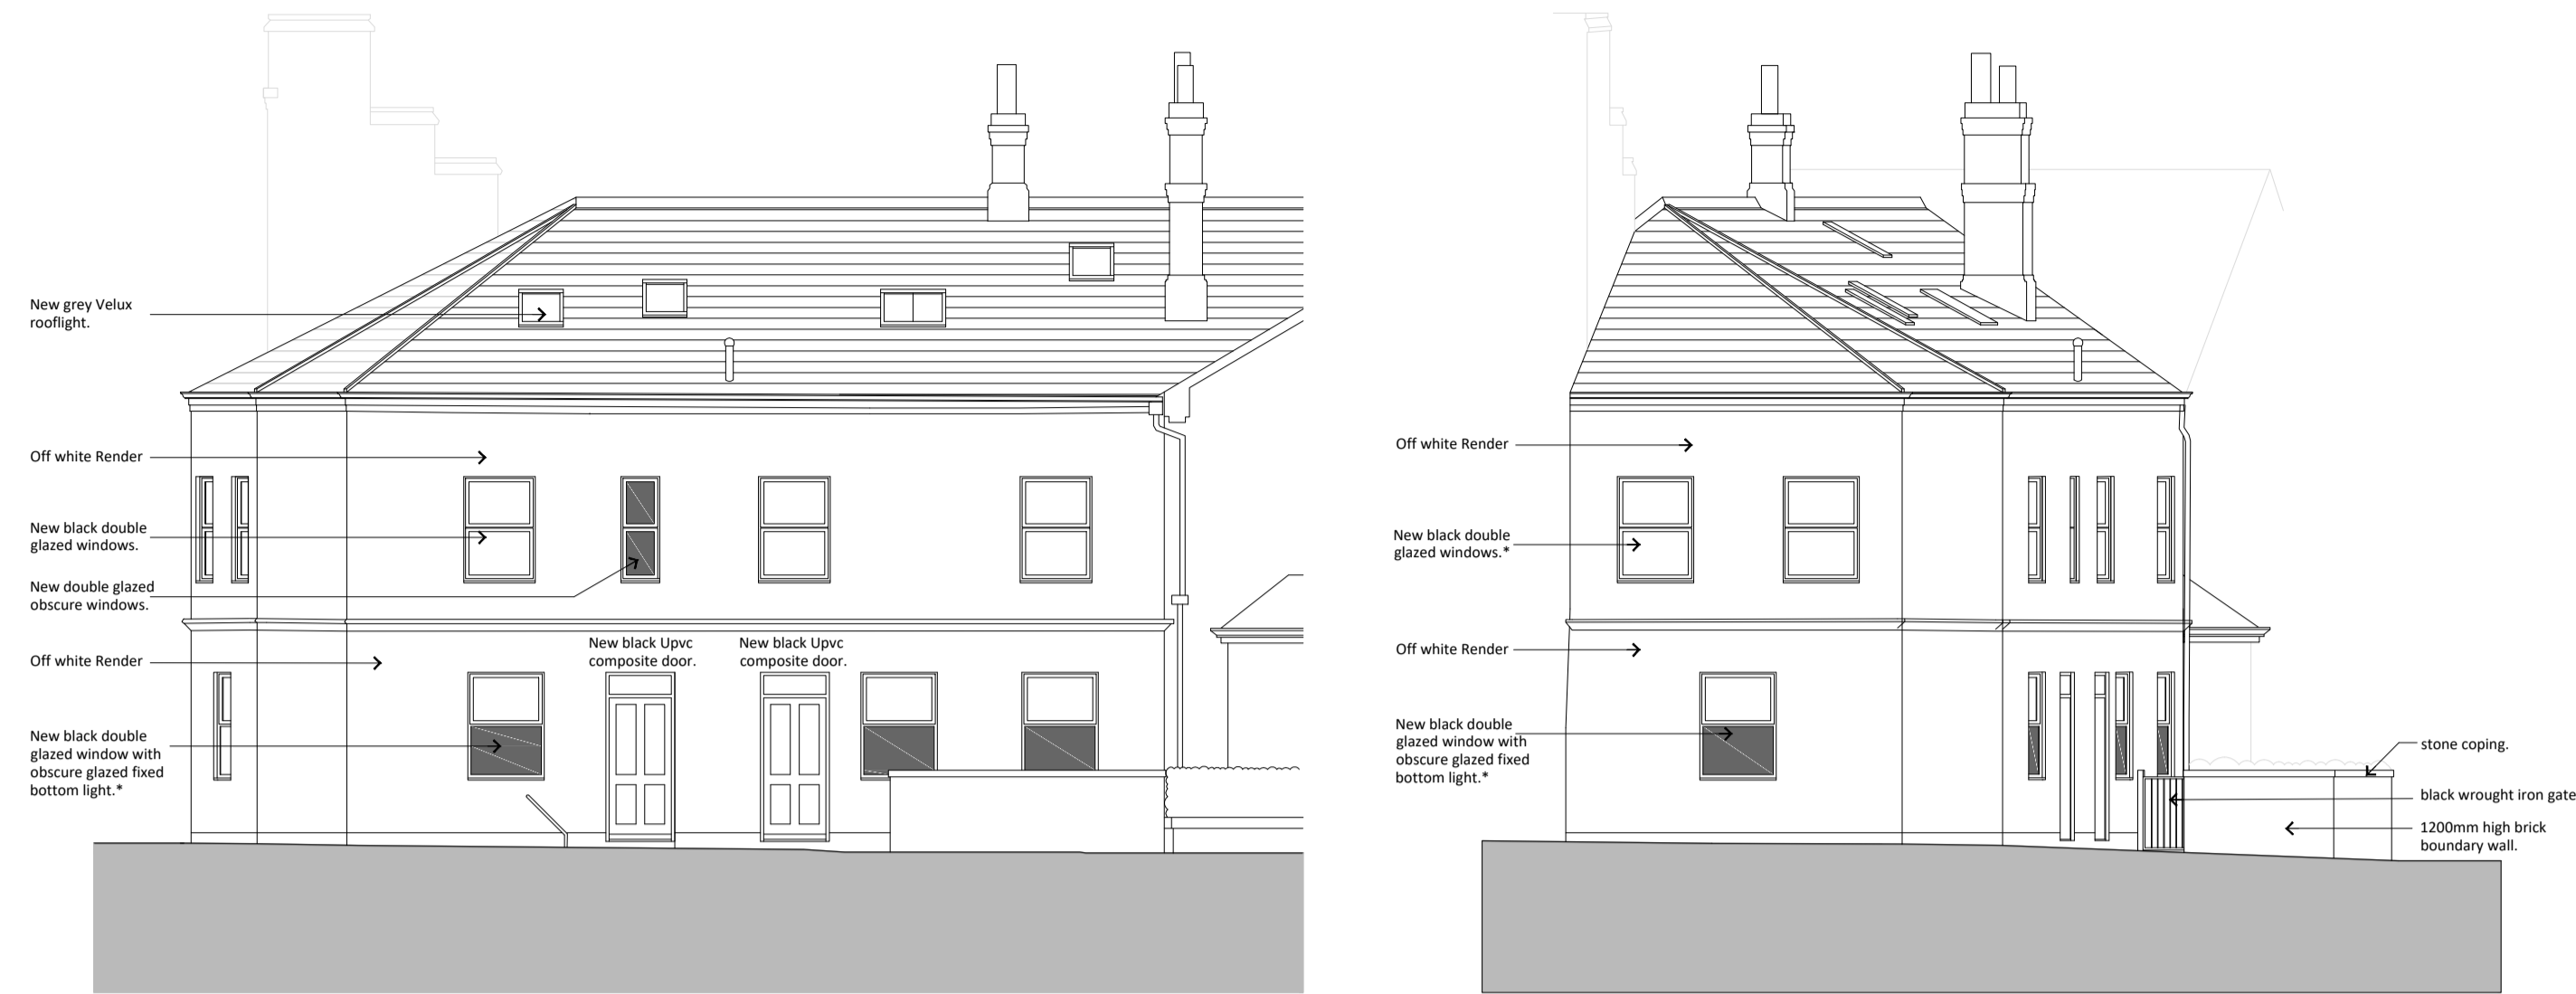 New grey Velux
rooflight.
Off white Render
New black double
glazed windows.
New double glazed
obscure windows.
Off white Render
New black double
glazed window with
obscure glazed fixed
bottom light.*
New black Upvc
composite door.
New black Upvc
composite door.
Off white Render
New black double
glazed windows.*
Off white Render
New black double
glazed window with
obscure glazed fixed
bottom light.*
stone coping.
black wrought iron gate
1200mm high brick
boundary wall.